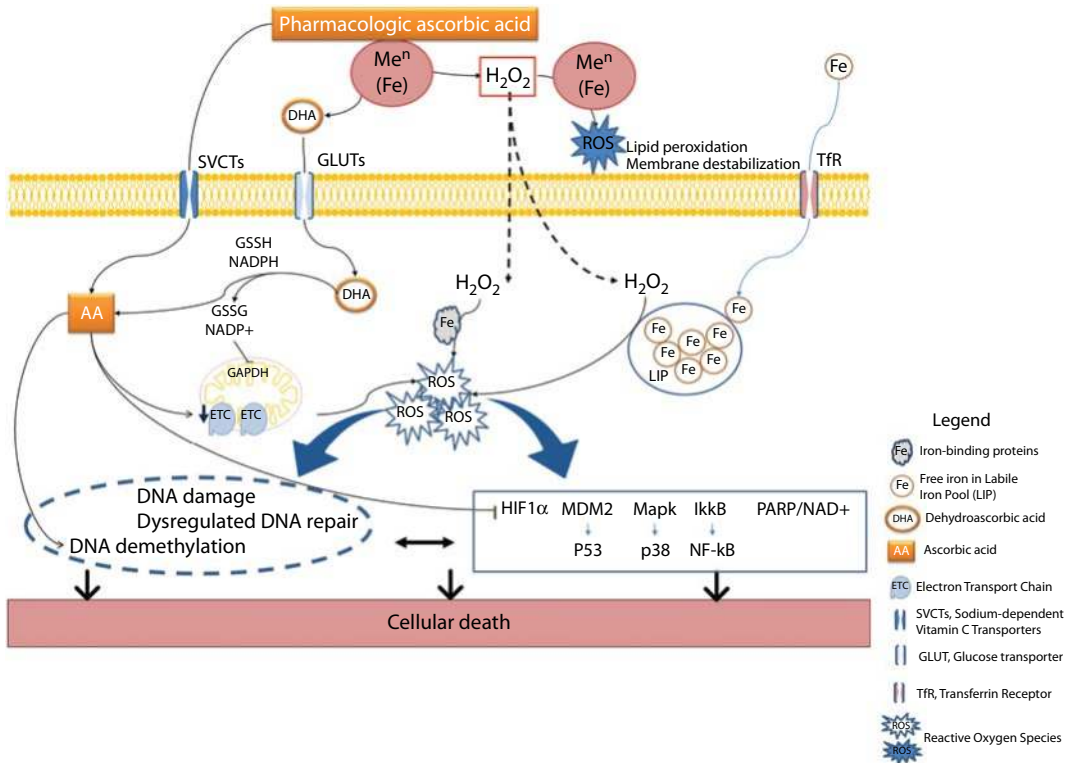 Pharmacologic ascorbic acid
Meⁿ
(Fe)
H₂O₂
Meⁿ
(Fe)
Fe
DHA
ROS
Lipid peroxidation
Membrane destabilization
SVCTs
GLUTs
TfR
GSSH
NADPH
DHA
H₂O₂
H₂O₂
AA
GSSG
NADP+
Fe
Fe
Fe
Fe
Fe
Fe
Fe
Fe
Fe
LIP
GAPDH
ROS
ETC
ETC
ROS
ROS
DNA damage
Dysregulated DNA repair
DNA demethylation
HIF1α
MDM2
Mapk
IkkB
PARP/NAD+
P53
p38
NF-kB
Cellular death
Legend
Fe
Iron-binding proteins
Fe
Free iron in Labile
Iron Pool (LIP)
DHA
Dehydroascorbic acid
AA
Ascorbic acid
ETC
Electron Transport Chain
SVCTs, Sodium-dependent
Vitamin C Transporters
GLUT, Glucose transporter
TfR, Transferrin Receptor
ROS
Reactive Oxygen Species
ROS